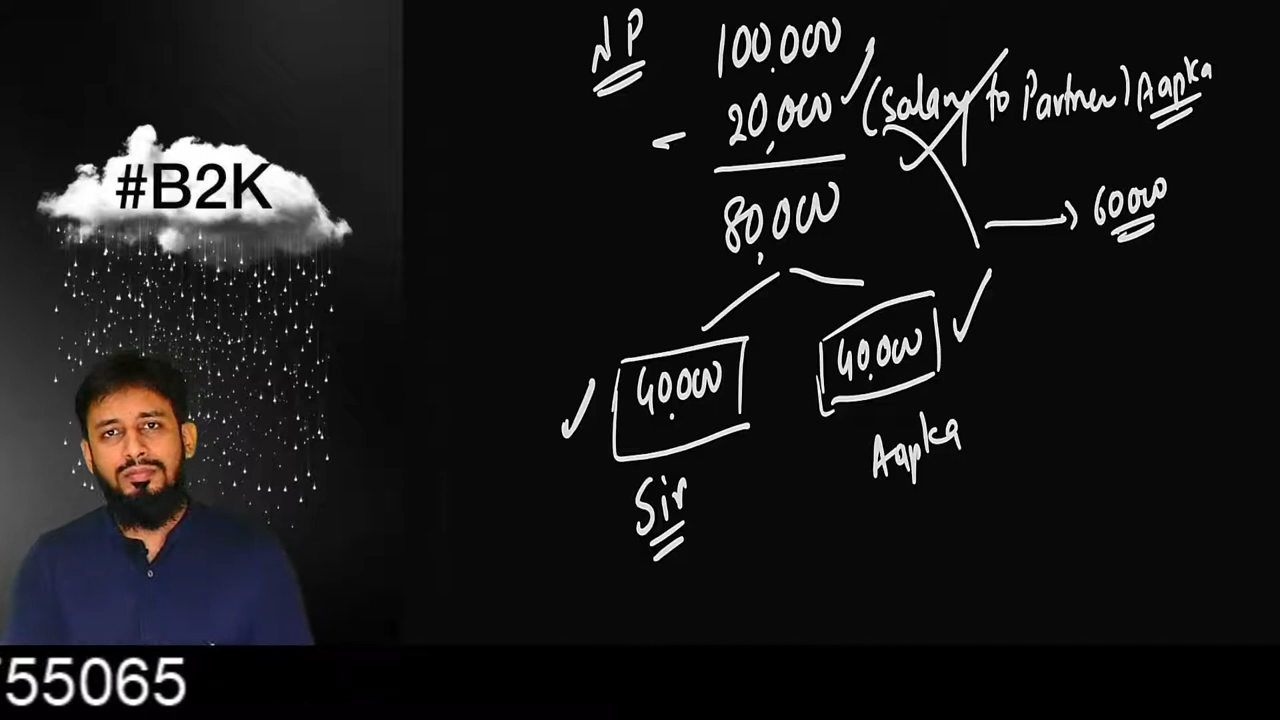 #B2K
NP 100,000
- 20,000 (Salary to Partner) Aapka
80,000
→ 60000
40,000 40,000
Sir Aapka
55065